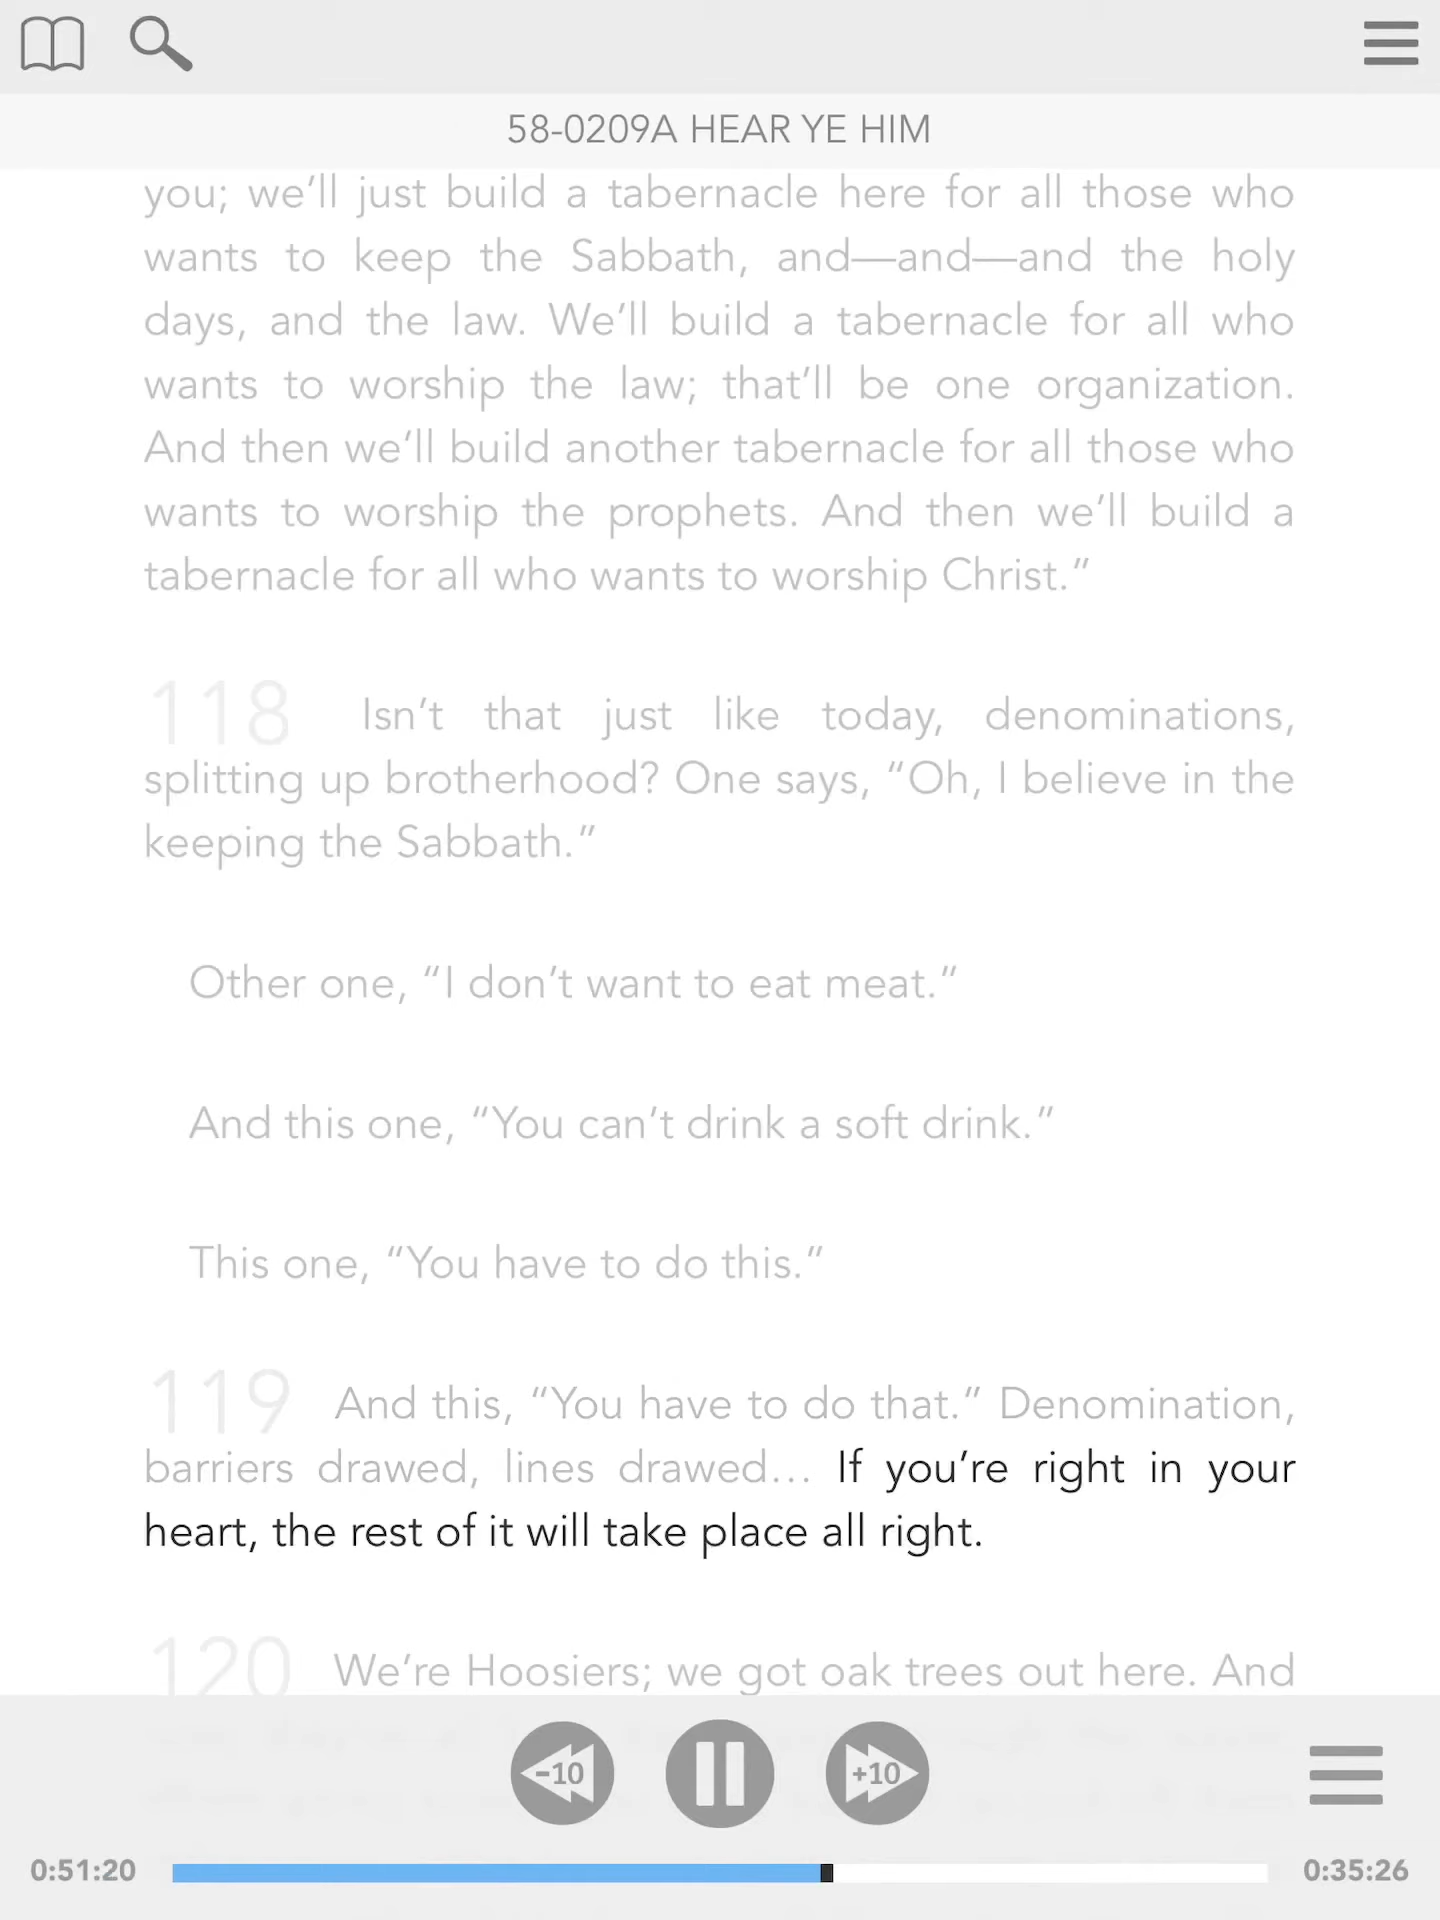 58-0209A HEAR YE HIM
you; we’ll just build a tabernacle here for all those who
wants to keep the Sabbath, and—and—and the holy
days, and the law. We’ll build a tabernacle for all who
wants to worship the law; that’ll be one organization.
And then we’ll build another tabernacle for all those who
wants to worship the prophets. And then we’ll build a
tabernacle for all who wants to worship Christ.”
118 Isn’t that just like today, denominations,
splitting up brotherhood? One says, “Oh, I believe in the
keeping the Sabbath.”
Other one, “I don’t want to eat meat.”
And this one, “You can’t drink a soft drink.”
This one, “You have to do this.”
119 And this, “You have to do that.” Denomination,
barriers drawed, lines drawed… If you’re right in your
heart, the rest of it will take place all right.
120 We’re Hoosiers; we got oak trees out here. And
-10 +10
0:51:20 0:35:26